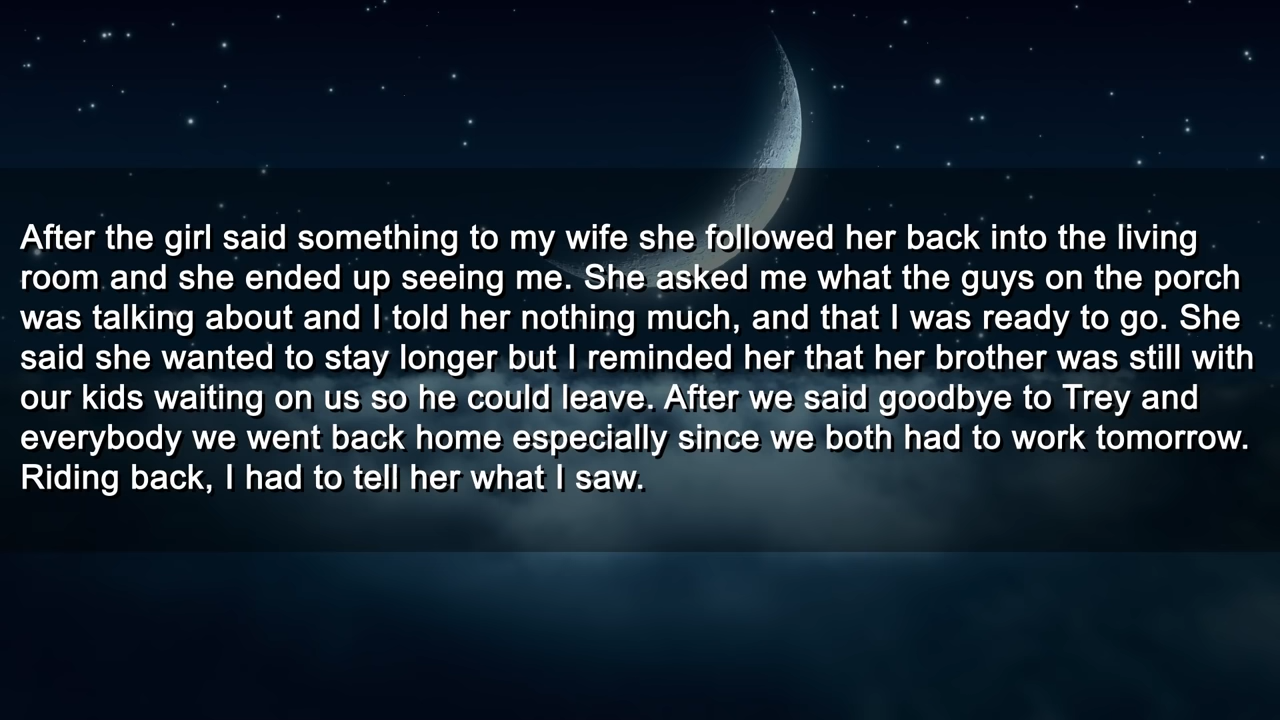 After the girl said something to my wife she followed her back into the living
room and she ended up seeing me. She asked me what the guys on the porch
was talking about and I told her nothing much, and that I was ready to go. She
said she wanted to stay longer but I reminded her that her brother was still with
our kids waiting on us so he could leave. After we said goodbye to Trey and
everybody we went back home especially since we both had to work tomorrow.
Riding back, I had to tell her what I saw.